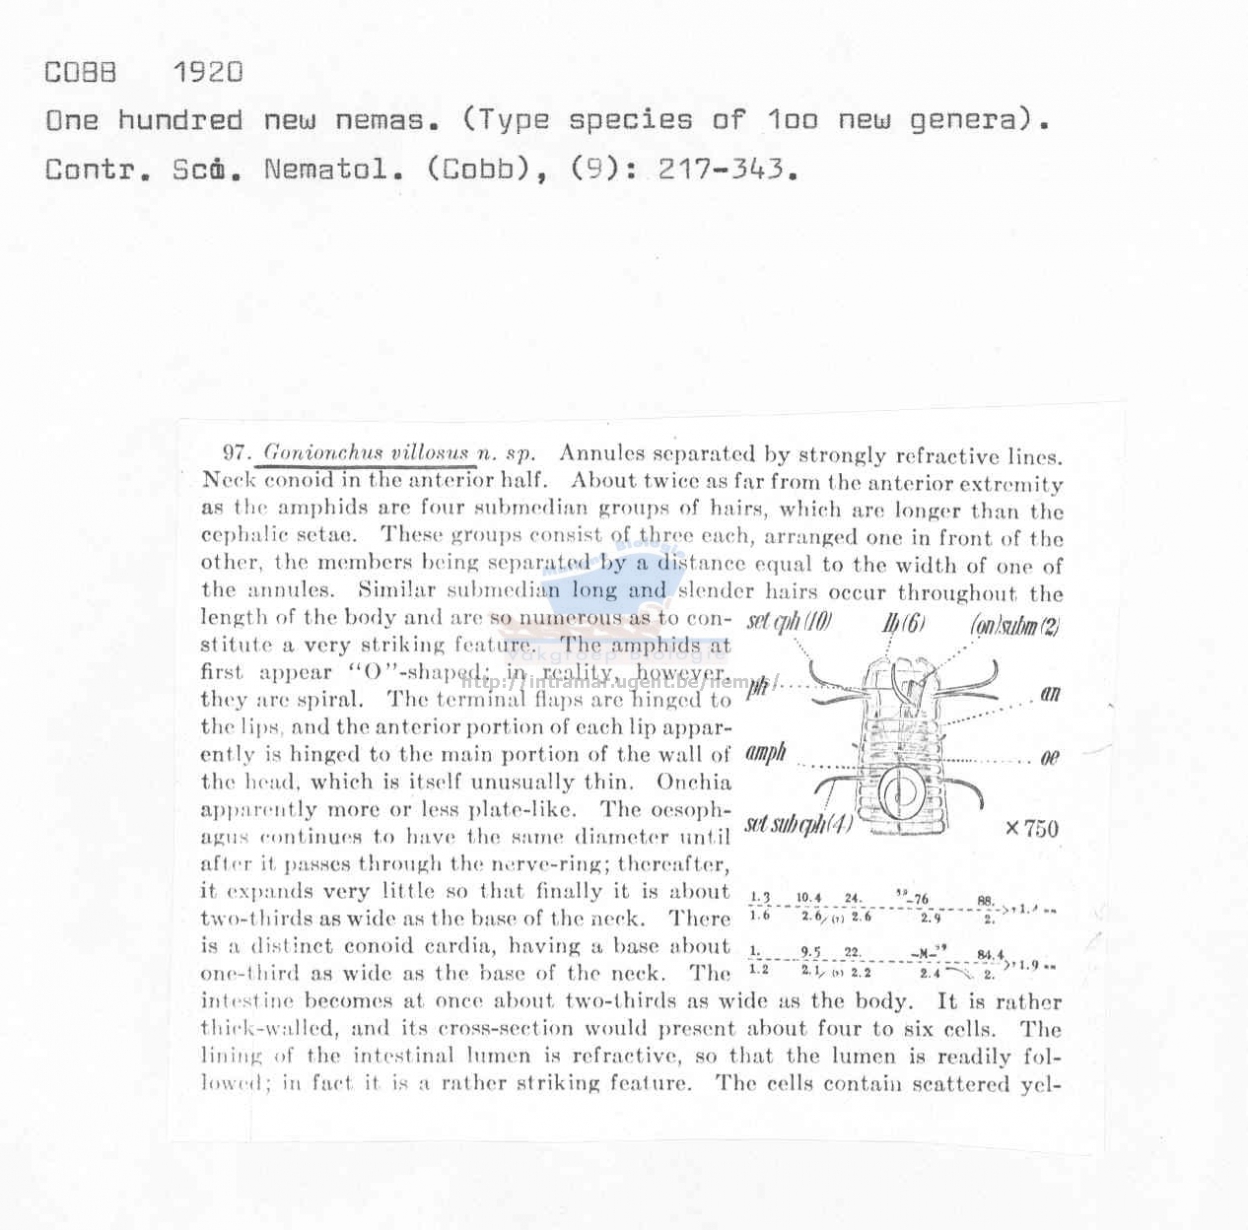 COBB 1920
One hundred new nemas. (Type species of 1oo new genera).
Contr. Sci. Nematol. (Cobb), (9): 217-343.
97. Gonionchus villosus n. sp. Annules separated by strongly refractive lines.
Neck conoid in the anterior half. About twice as far from the anterior extremity
as the amphids are four submedian groups of hairs, which are longer than the
cephalic setae. These groups consist of three each, arranged one in front of the
other, the members being separated by a distance equal to the width of one of
the annules. Similar submedian long and slender hairs occur throughout the
length of the body and are so numerous as to con-
stitute a very striking feature. The amphids at
first appear “O”-shaped; in reality, however,
they are spiral. The terminal flaps are hinged to
the lips, and the anterior portion of each lip appar-
ently is hinged to the main portion of the wall of
the head, which is itself unusually thin. Onchia
apparently more or less plate-like. The oesoph-
agus continues to have the same diameter until
after it passes through the nerve-ring; thereafter,
it expands very little so that finally it is about
two-thirds as wide as the base of the neck. There
is a distinct conoid cardia, having a base about
one-third as wide as the base of the neck. The
set cph (10) lb (6) (on) subm (2)
ph an
amph oe
set sub cph (4) ×750
1.3 10.4 24. 76 88.
1.6 2.6 (1) 2.6 2.9 2.
1. 9.5 22. -M- 84.4
1.2 2.1 2.2 2.4 2. 1.9
intestine becomes at once about two-thirds as wide as the body. It is rather
thick-walled, and its cross-section would present about four to six cells. The
lining of the intestinal lumen is refractive, so that the lumen is readily fol-
lowed; in fact it is a rather striking feature. The cells contain scattered yel-
vakgroep biologie
http://intramar.ugent.be/nemys/